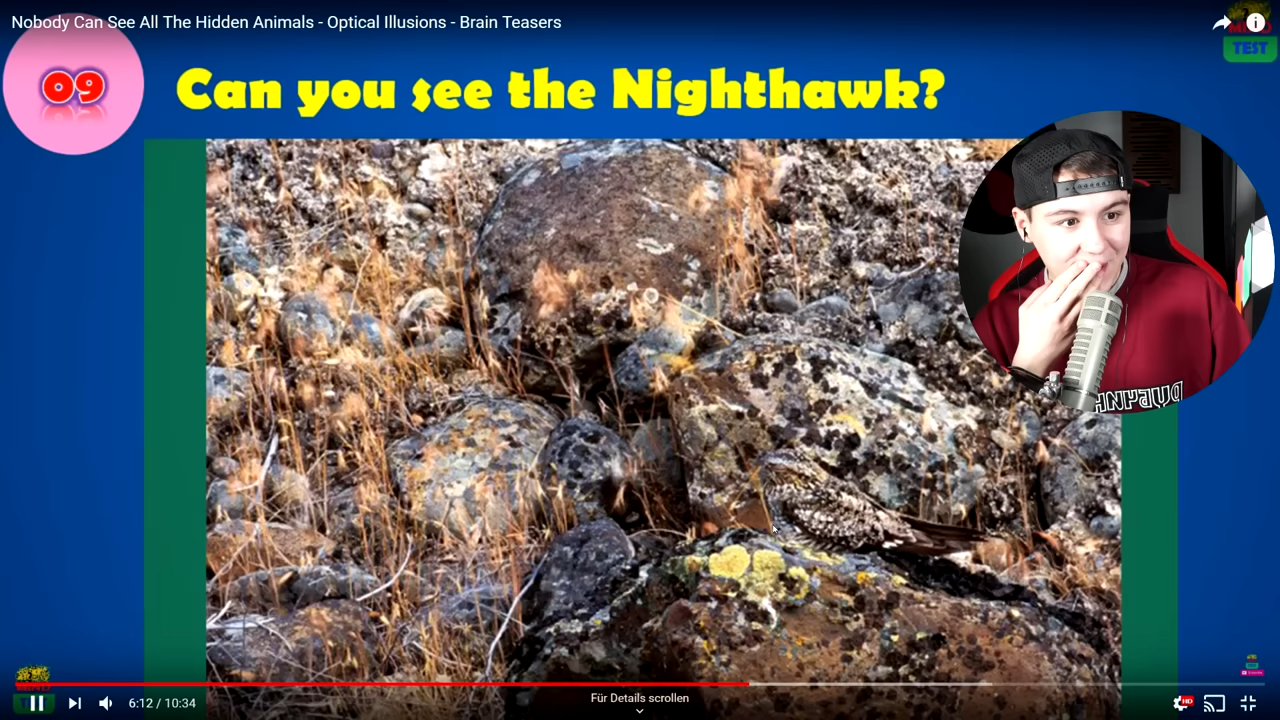 Nobody Can See All The Hidden Animals - Optical Illusions - Brain Teasers
TEST
09
Can you see the Nighthawk?
6:12 / 10:34
Für Details scrollen
HD